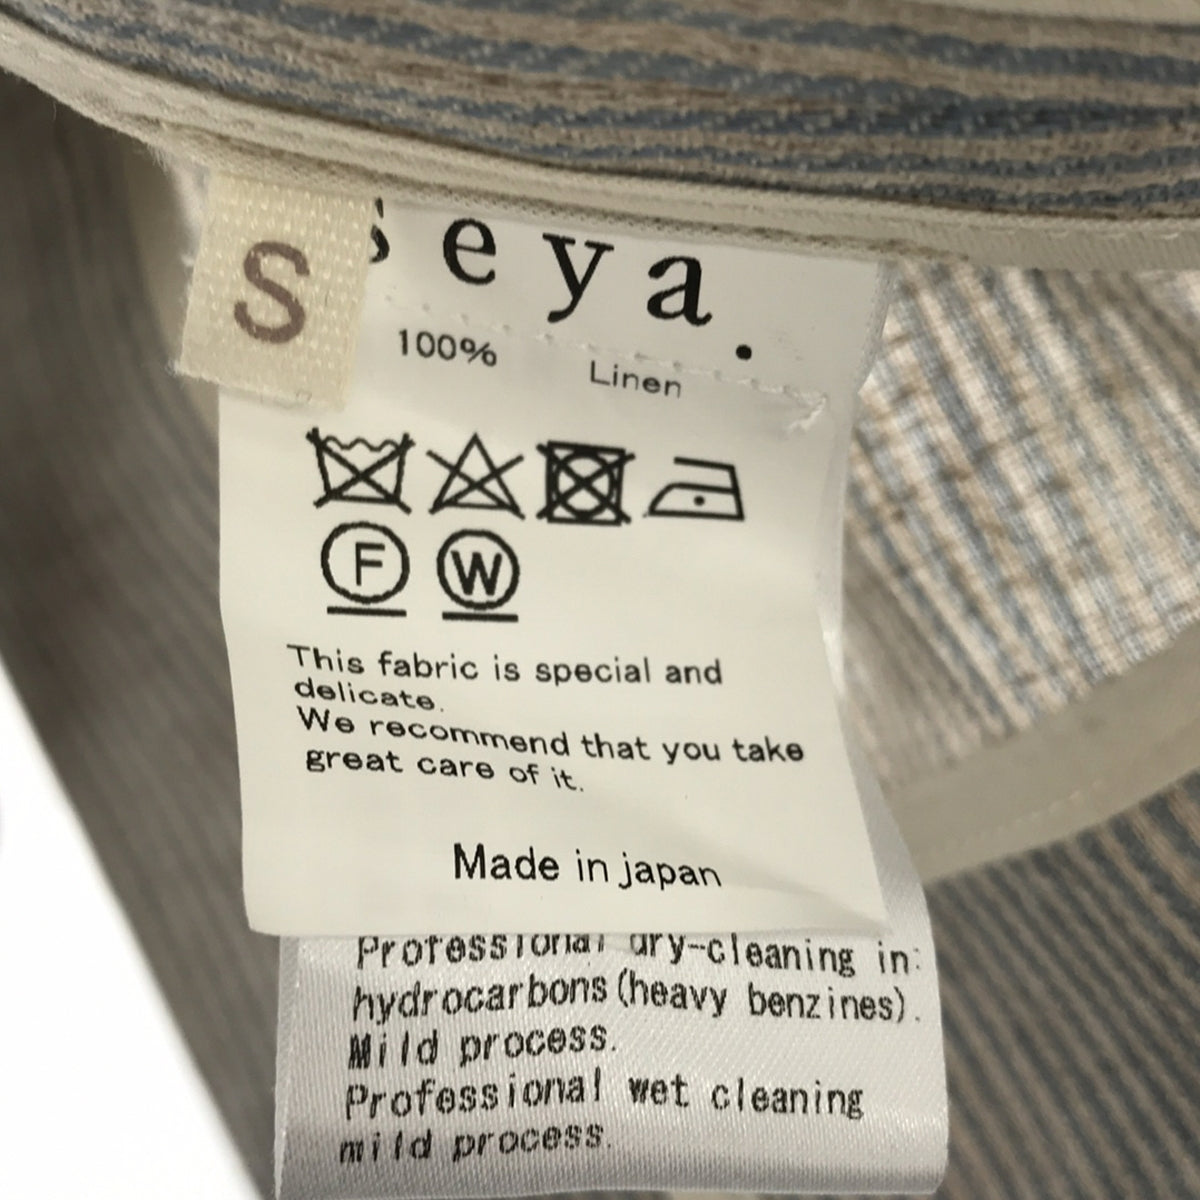 S
seya.
100% Linen
F W
This fabric is special and
delicate.
We recommend that you take
great care of it.
Made in japan
Professional dry-cleaning in:
hydrocarbons(heavy benzines).
Mild process.
Professional wet cleaning
mild process.